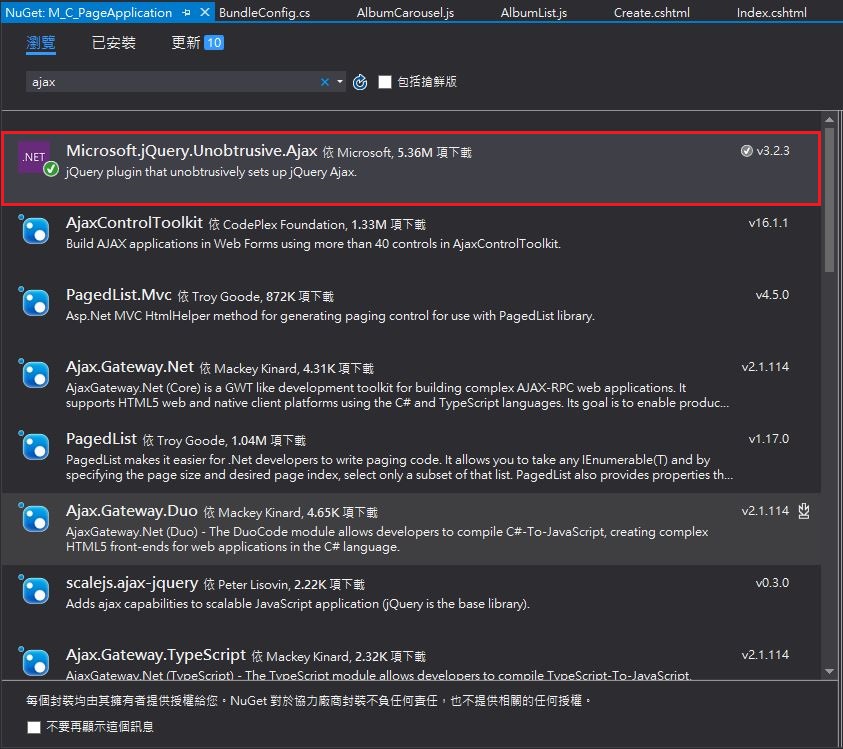 NuGet: M_C_PageApplication BundleConfig.cs AlbumCarousel.js AlbumList.js Create.cshtml Index.cshtml
瀏覽 已安裝 更新 10
ajax 包括搶鮮版
.NET Microsoft.jQuery.Unobtrusive.Ajax 依 Microsoft, 5.36M 項下載 v3.2.3
jQuery plugin that unobtrusively sets up jQuery Ajax.
AjaxControlToolkit 依 CodePlex Foundation, 1.33M 項下載 v16.1.1
Build AJAX applications in Web Forms using more than 40 controls in AjaxControlToolkit.
PagedList.Mvc 依 Troy Goode, 872K 項下載 v4.5.0
Asp.Net MVC HtmlHelper method for generating paging control for use with PagedList library.
Ajax.Gateway.Net 依 Mackey Kinard, 4.31K 項下載 v2.1.114
AjaxGateway.Net (Core) is a GWT like development toolkit for building complex AJAX-RPC web applications. It
supports HTML5 web and native client platforms using the C# and TypeScript languages. Its goal is to enable produc...
PagedList 依 Troy Goode, 1.04M 項下載 v1.17.0
PagedList makes it easier for .Net developers to write paging code. It allows you to take any IEnumerable(T) and by
specifying the page size and desired page index, select only a subset of that list. PagedList also provides properties th...
Ajax.Gateway.Duo 依 Mackey Kinard, 4.65K 項下載 v2.1.114
AjaxGateway.Net (Duo) - The DuoCode module allows developers to compile C#-To-JavaScript, creating complex
HTML5 front-ends for web applications in the C# language.
scalejs.ajax-jquery 依 Peter Lisovin, 2.22K 項下載 v0.3.0
Adds ajax capabilities to scalable JavaScript application (jQuery is the base library).
Ajax.Gateway.TypeScript 依 Mackey Kinard, 2.32K 項下載 v2.1.114
AjaxGateway.Net (TypeScript) - The TypeScript module allows developers to compile TypeScript-To-JavaScript,
每個封裝均由其擁有者提供授權給您。NuGet 對於協力廠商封裝不負任何責任，也不提供相關的任何授權。
不要再顯示這個訊息